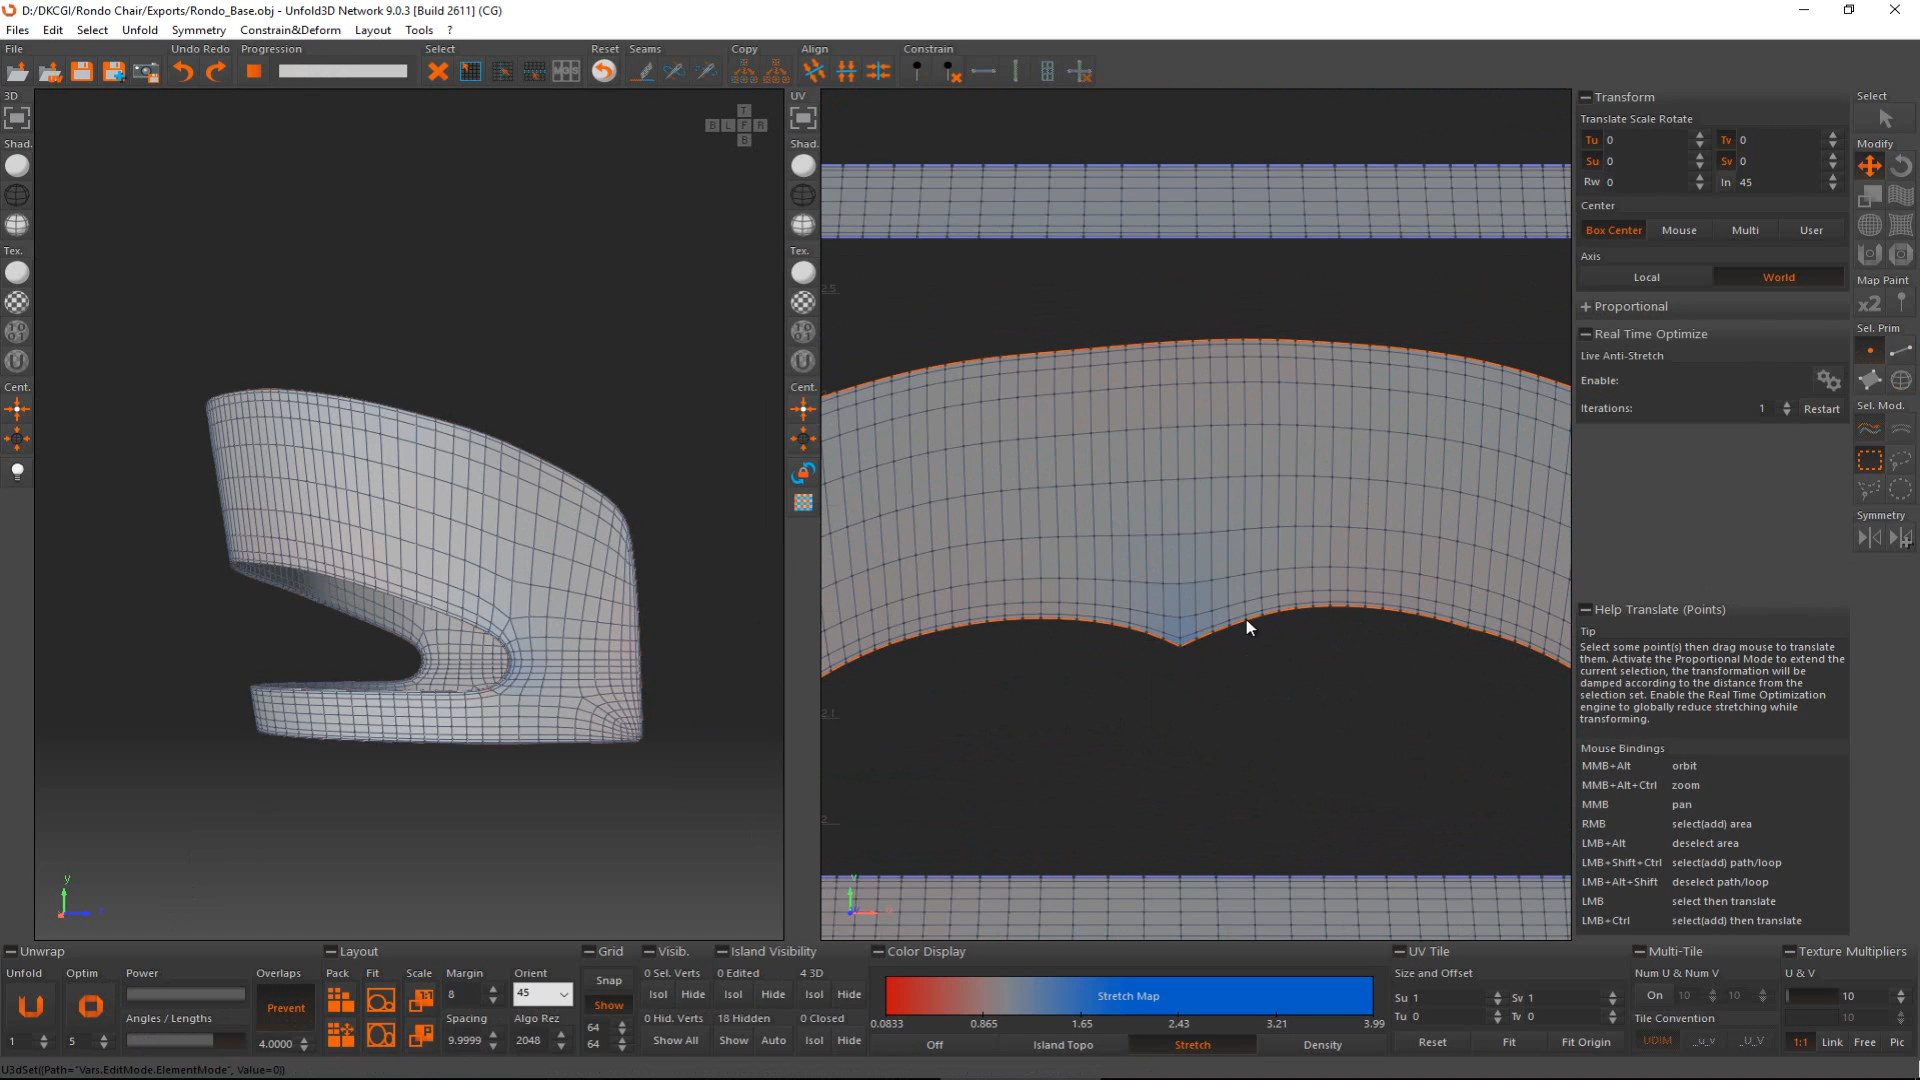 D:/DKCGI/Rondo Chair/Exports/Rondo_Base.obj - Unfold3D Network 9.0.3 [Build 2611] (CG)
Files Edit Select Unfold Symmetry Constrain&Deform Layout Tools ?
File Undo Redo Progression Select Reset Seams Copy Align Constrain
3D
Shad.
Tex.
Cent.
T
B L F R
B
UV
Shad.
Tex.
Cent.
2.5
2.1
2
Transform
Translate Scale Rotate
Tu 0 Tv 0
Su 0 Sv 0
Rw 0 In 45
Center
Box Center Mouse Multi User
Axis
Local World
Proportional
Real Time Optimize
Live Anti-Stretch
Enable:
Iterations: 1 Restart
Help Translate (Points)
Tip
Select some point(s) then drag mouse to translate
them. Activate the Proportional Mode to extend the
current selection, the transformation will be
damped according to the distance from the
selection set. Enable the Real Time Optimization
engine to globally reduce stretching while
transforming.
Mouse Bindings
MMB+Alt orbit
MMB+Alt+Ctrl zoom
MMB pan
RMB select(add) area
LMB+Alt deselect area
LMB+Shift+Ctrl select(add) path/loop
LMB+Alt+Shift deselect path/loop
LMB select then translate
LMB+Ctrl select(add) then translate
Select
Modify
Map Paint
x2
Sel. Prim
Sel. Mod.
Symmetry
Unwrap Layout Grid Visib. Island Visibility Color Display UV Tile Multi-Tile Texture Multipliers
Unfold Optim Power Overlaps Pack Fit Scale Margin Orient Snap 0 Sel. Verts 0 Edited 4 3D Size and Offset Num U & Num V U & V
8 45 Isol Hide Isol Hide Isol Hide Stretch Map Su 1 Sv 1 On 10 10 10
Prevent Show
Angles / Lengths Spacing Algo Rez 0 Hid. Verts 18 Hidden 0 Closed 0.0833 0.865 1.65 2.43 3.21 3.99 Tu 0 Tv 0 Tile Convention 10
64
1 5 4.0000 9.9999 2048 64 Show All Show Auto Isol Hide Off Island Topo Stretch Density Reset Fit Fit Origin UDIM _u_v _U_V 1:1 Link Free Pic
U3dSet({Path="Vars.EditMode.ElementMode", Value=0})